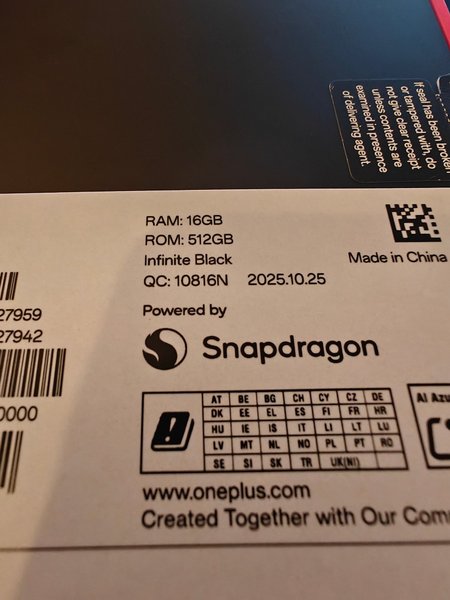 If seal has been broken
or tampered with, do
not give clear receipt
unless contents are
examined in presence
of delivering agent.
RAM: 16GB
ROM: 512GB
Infinite Black
QC: 10816N 2025.10.25
Made in China
27959
27942
0000
Powered by
Snapdragon
AT BE BG CH CY CZ DE
DK EE EL ES FI FR HR
HU IE IS IT LI LT LU
LV MT NL NO PL PT RO
SE SI SK TR UK(NI)
AI Azu
www.oneplus.com
Created Together with Our Com